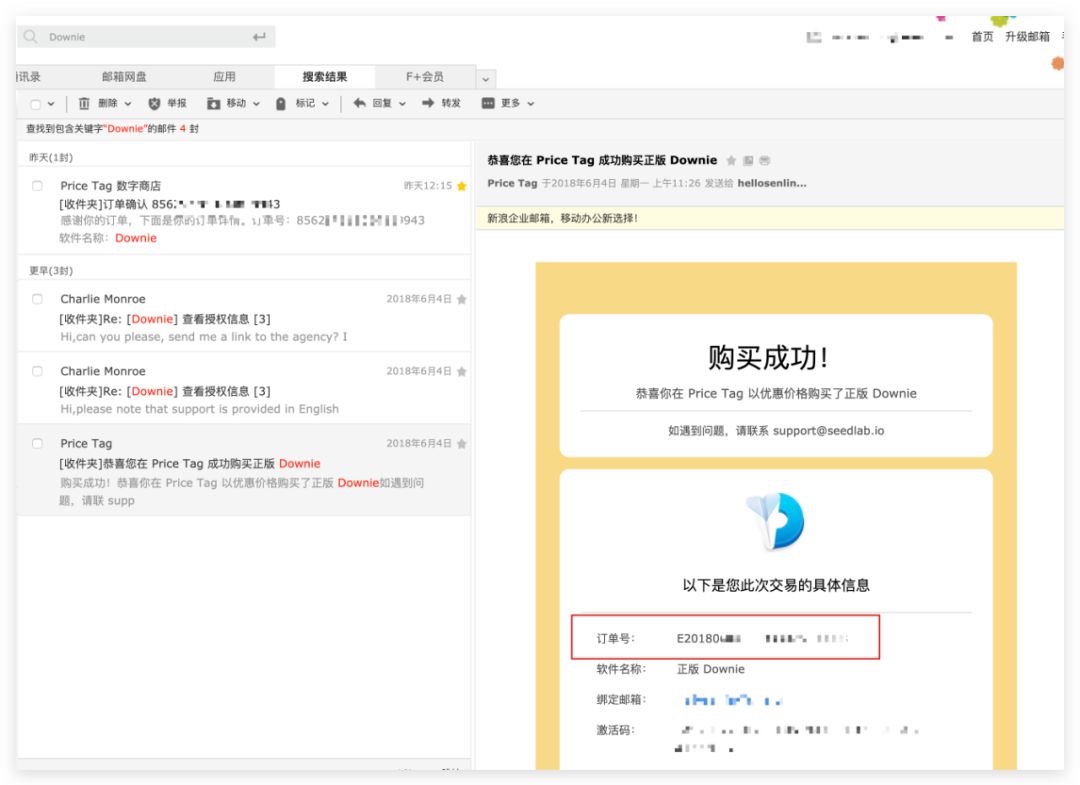 Downie
首页 升级邮箱
讯录 邮箱网盘 应用 搜索结果 F+会员
删除 举报 移动 标记 回复 转发 更多
查找到包含关键字"Downie"的邮件 4 封
昨天(1封)
Price Tag 数字商店 昨天12:15
[收件夹]订单确认 8562
感谢你的订单，下面是你的订单详情。订单号：8562 943
软件名称：Downie
更早(3封)
Charlie Monroe 2018年6月4日
[收件夹]Re: [Downie] 查看授权信息 [3]
Hi,can you please, send me a link to the agency? I
Charlie Monroe 2018年6月4日
[收件夹]Re: [Downie] 查看授权信息 [3]
Hi,please note that support is provided in English
Price Tag 2018年6月4日
[收件夹]恭喜您在 Price Tag 成功购买正版 Downie
购买成功！恭喜你在 Price Tag 以优惠价格购买了正版 Downie如遇到问
题，请联 supp
恭喜您在 Price Tag 成功购买正版 Downie
Price Tag 于2018年6月4日 星期一 上午11:26 发送给 hellosenlin...
新浪企业邮箱，移动办公新选择！
购买成功！
恭喜你在 Price Tag 以优惠价格购买了正版 Downie
如遇到问题，请联系 support@seedlab.io
以下是您此次交易的具体信息
订单号： E20180
软件名称： 正版 Downie
绑定邮箱：
激活码：